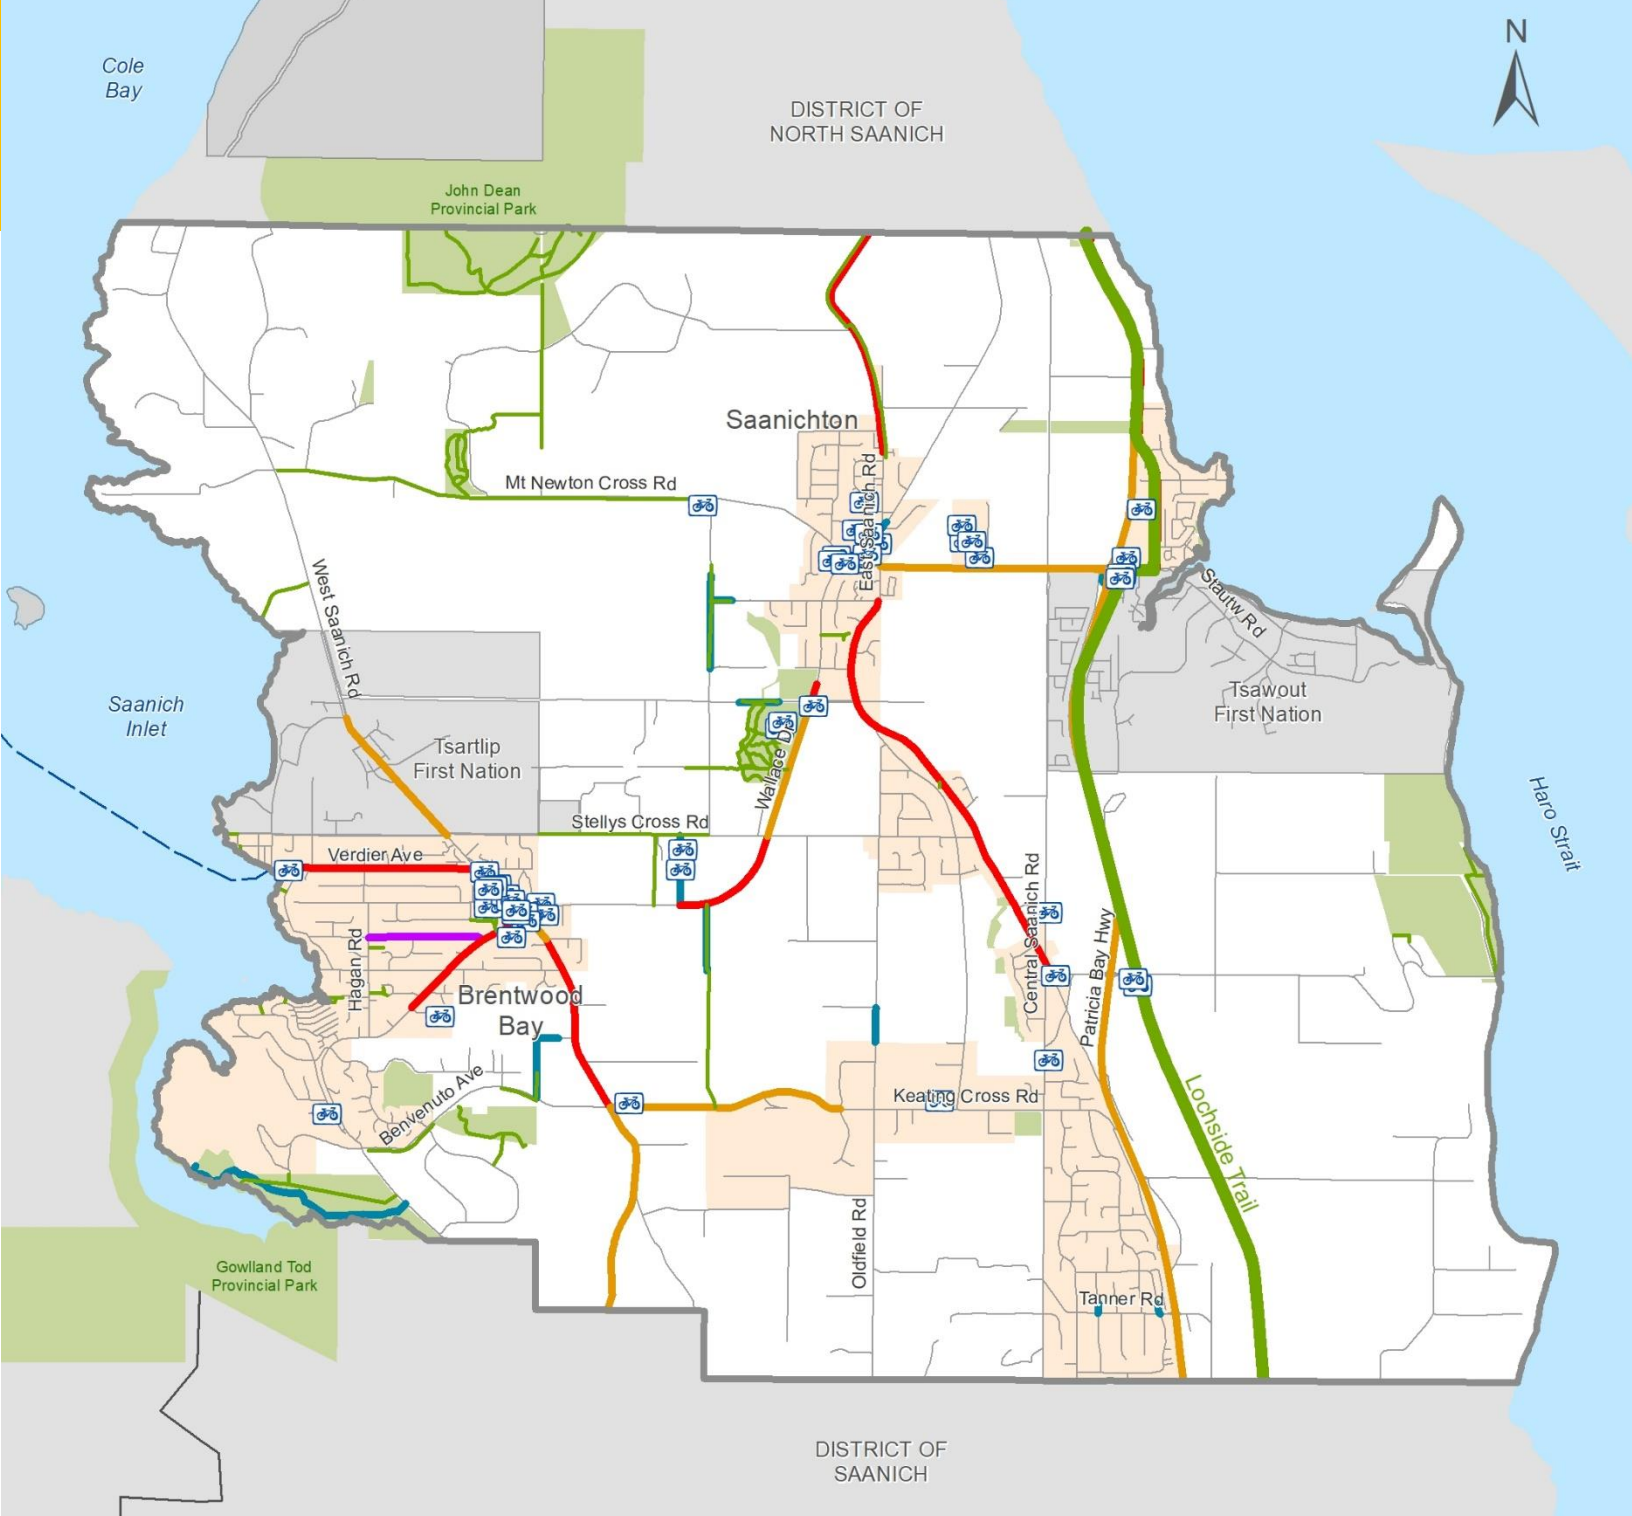 N
Cole
Bay
DISTRICT OF
NORTH SAANICH
John Dean
Provincial Park
Saanichton
Mt Newton Cross Rd
East Saanich Rd
West Saanich Rd
Stautw Rd
Saanich
Inlet
Tsawout
First Nation
Tsartlip
First Nation
Wallace Dr
Haro Strait
Stellys Cross Rd
Verdier Ave
Central Saanich Rd
Patricia Bay Hwy
Hagan Rd
Brentwood
Bay
Benvenuto Ave
Keating Cross Rd
Lochside Trail
Oldfield Rd
Gowlland Tod
Provincial Park
Tanner Rd
DISTRICT OF
SAANICH